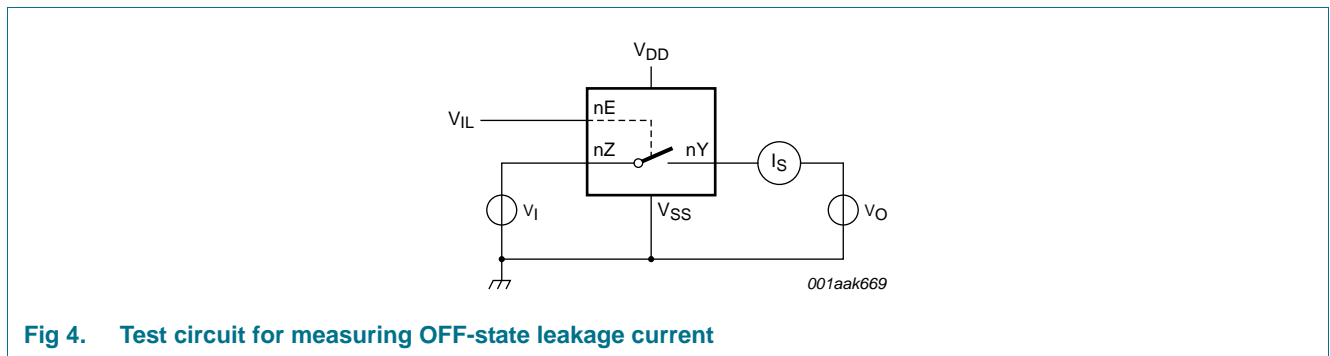 VDD
nE
VIL
nZ
nY
IS
VI
VSS
VO
001aak669
Fig 4. Test circuit for measuring OFF-state leakage current